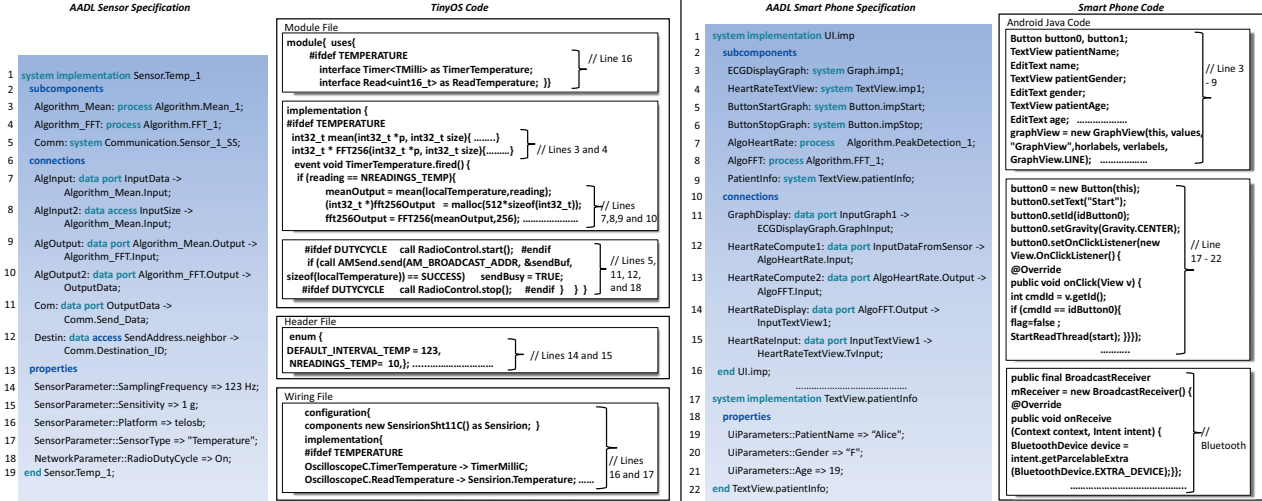 AADL Sensor Specification
1 system implementation Sensor.Temp_1
2 subcomponents
3 Algorithm_Mean: process Algorithm.Mean_1;
4 Algorithm_FFT: process Algorithm.FFT_1;
5 Comm: system Communication.Sensor_1_SS;
6 connections
7 AlgInput: data port InputData ->
Algorithm_Mean.Input;
8 AlgInput2: data access InputSize ->
Algorithm_Mean.Input;
9 AlgOutput: data port Algorithm_Mean.Output ->
Algorithm_FFT.Input;
10 AlgOutput2: data port Algorithm_FFT.Output ->
OutputData;
11 Com: data port OutputData ->
Comm.Send_Data;
12 Destin: data access SendAddress.neighbor ->
Comm.Destination_ID;
13 properties
14 SensorParameter::SamplingFrequency => 123 Hz;
15 SensorParameter::Sensitivity => 1 g;
16 SensorParameter::Platform => telosb;
17 SensorParameter::SensorType => "Temperature";
18 NetworkParameter::RadioDutyCycle => On;
19 end Sensor.Temp_1;
TinyOS Code
Module File
module{ uses{
#ifdef TEMPERATURE
interface Timer<TMilli> as TimerTemperature;
interface Read<uint16_t> as ReadTemperature; }}
// Line 16
implementation {
#ifdef TEMPERATURE
int32_t mean(int32_t *p, int32_t size){ ........}
int32_t * FFT256(int32_t *p, int32_t size){.........}
// Lines 3 and 4
event void TimerTemperature.fired() {
if (reading == NREADINGS_TEMP){
meanOutput = mean(localTemperature,reading);
(int32_t *)fft256Output = malloc(512*sizeof(int32_t));
fft256Output = FFT256(meanOutput,256); .....................
// Lines
7,8,9 and 10
#ifdef DUTYCYCLE call RadioControl.start(); #endif
if (call AMSend.send(AM_BROADCAST_ADDR, &sendBuf,
sizeof(localTemperature)) == SUCCESS) sendBusy = TRUE;
#ifdef DUTYCYCLE call RadioControl.stop(); #endif } } }
// Lines 5,
11, 12,
and 18
Header File
enum {
DEFAULT_INTERVAL_TEMP = 123,
NREADINGS_TEMP= 10,}; .............................
// Lines 14 and 15
Wiring File
configuration{
components new SensirionSht11C() as Sensirion; }
implementation{
#ifdef TEMPERATURE
OscilloscopeC.TimerTemperature -> TimerMilliC;
OscilloscopeC.ReadTemperature -> Sensirion.Temperature; ......
// Lines
16 and 17
AADL Smart Phone Specification
1 system implementation UI.imp
2 subcomponents
3 ECGDisplayGraph: system Graph.imp1;
4 HeartRateTextView: system TextView.imp1;
5 ButtonStartGraph: system Button.impStart;
6 ButtonStopGraph: system Button.impStop;
7 AlgoHeartRate: process Algorithm.PeakDetection_1;
8 AlgoFFT: process Algorithm.FFT_1;
9 PatientInfo: system TextView.patientInfo;
10 connections
11 GraphDisplay: data port InputGraph1 ->
ECGDisplayGraph.GraphInput;
12 HeartRateCompute1: data port InputDataFromSensor ->
AlgoHeartRate.Input;
13 HeartRateCompute2: data port AlgoHeartRate.Output ->
AlgoFFT.Input;
14 HeartRateDisplay: data port AlgoFFT.Output ->
InputTextView1;
15 HeartRateInput: data port InputTextView1 ->
HeartRateTextView.TvInput;
16 end UI.imp;
.............................................
17 system implementation TextView.patientInfo
18 properties
19 UiParameters::PatientName => “Alice";
20 UiParameters::Gender => “F";
21 UiParameters::Age => 19;
22 end TextView.patientInfo;
Smart Phone Code
Android Java Code
Button button0, button1;
TextView patientName;
EditText name;
TextView patientGender;
EditText gender;
TextView patientAge;
EditText age; .....................
graphView = new GraphView(this, values,
"GraphView",horlabels, verlabels,
GraphView.LINE); ...................
// Line 3
- 9
button0 = new Button(this);
button0.setText("Start");
button0.setId(idButton0);
button0.setGravity(Gravity.CENTER);
button0.setOnClickListener(new
View.OnClickListener() {
@Override
public void onClick(View v) {
int cmdId = v.getId();
if (cmdId == idButton0){
flag=false ;
StartReadThread(start); }}}});
...........
// Line
17 - 22
public final BroadcastReceiver
mReceiver = new BroadcastReceiver() {
@Override
public void onReceive
(Context context, Intent intent) {
BluetoothDevice device =
intent.getParcelableExtra
(BluetoothDevice.EXTRA_DEVICE);}};
..........................................
//
Bluetooth